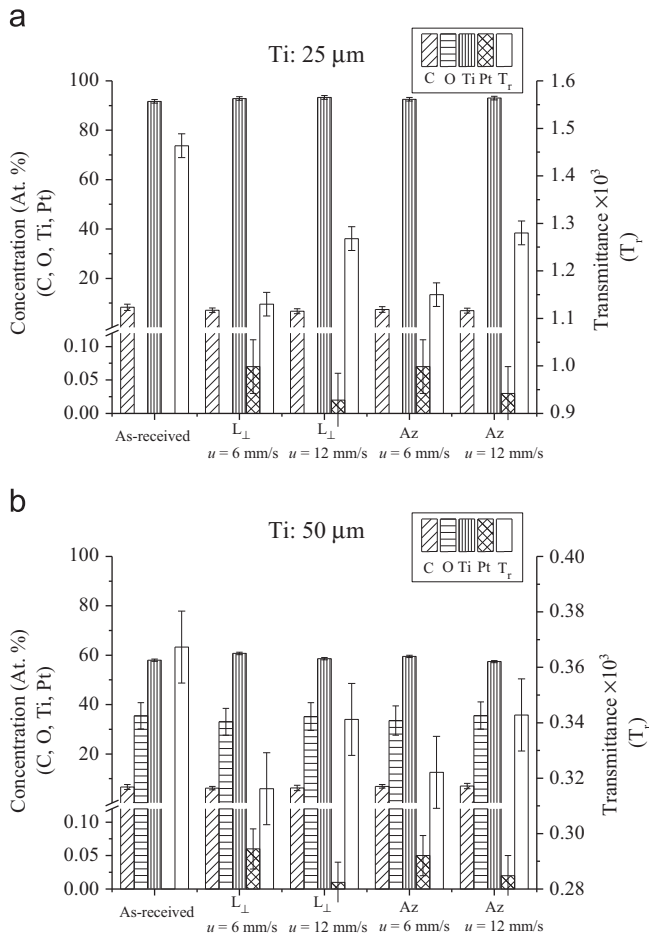 a
Ti: 25 μm
C O Ti Pt Tr
100
80
60
40
20
0.10
0.05
0.00
Concentration (At. %)
(C, O, Ti, Pt)
1.6
1.5
1.4
1.3
1.2
1.1
1.0
0.9
Transmittance ×10³
(Tr)
As-received
L⊥
u = 6 mm/s
L⊥
u = 12 mm/s
Az
u = 6 mm/s
Az
u = 12 mm/s
b
Ti: 50 μm
C O Ti Pt Tr
100
80
60
40
20
0.10
0.05
0.00
Concentration (At. %)
(C, O, Ti, Pt)
0.40
0.38
0.36
0.34
0.32
0.30
0.28
Transmittance ×10³
(Tr)
As-received
L⊥
u = 6 mm/s
L⊥
u = 12 mm/s
Az
u = 6 mm/s
Az
u = 12 mm/s